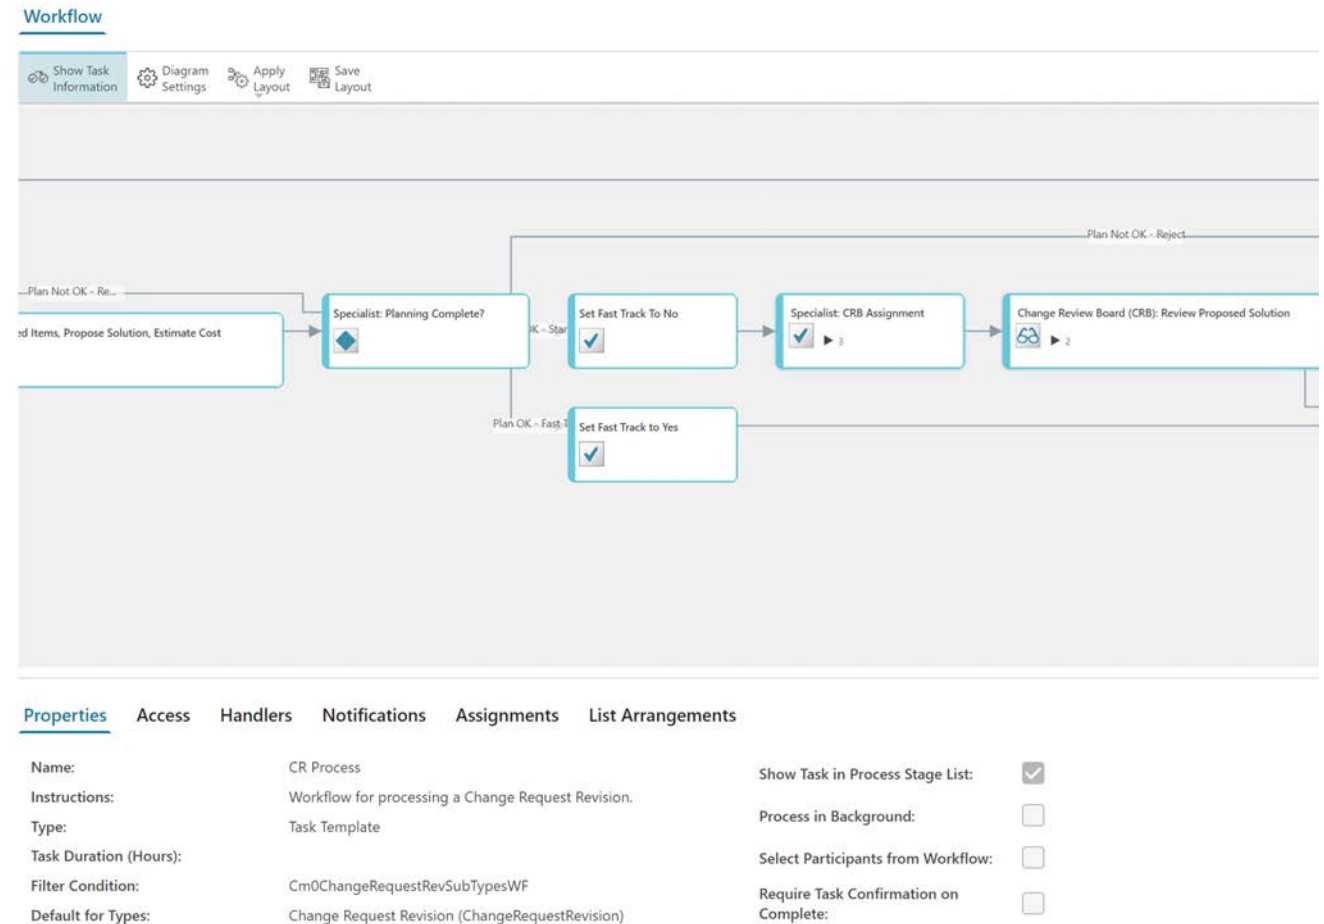 Workflow
Show Task
Information
Diagram
Settings
Apply
Layout
Save
Layout
Plan Not OK - Reject
Plan Not OK - Re...
ed Items, Propose Solution, Estimate Cost
Specialist: Planning Complete?
K - Star
Set Fast Track To No
Specialist: CRB Assignment
3
Change Review Board (CRB): Review Proposed Solution
2
Plan OK - Fast T
Set Fast Track to Yes
Properties Access Handlers Notifications Assignments List Arrangements
Name: CR Process
Instructions: Workflow for processing a Change Request Revision.
Type: Task Template
Task Duration (Hours):
Filter Condition: Cm0ChangeRequestRevSubTypesWF
Default for Types: Change Request Revision (ChangeRequestRevision)
Show Task in Process Stage List:
Process in Background:
Select Participants from Workflow:
Require Task Confirmation on
Complete: